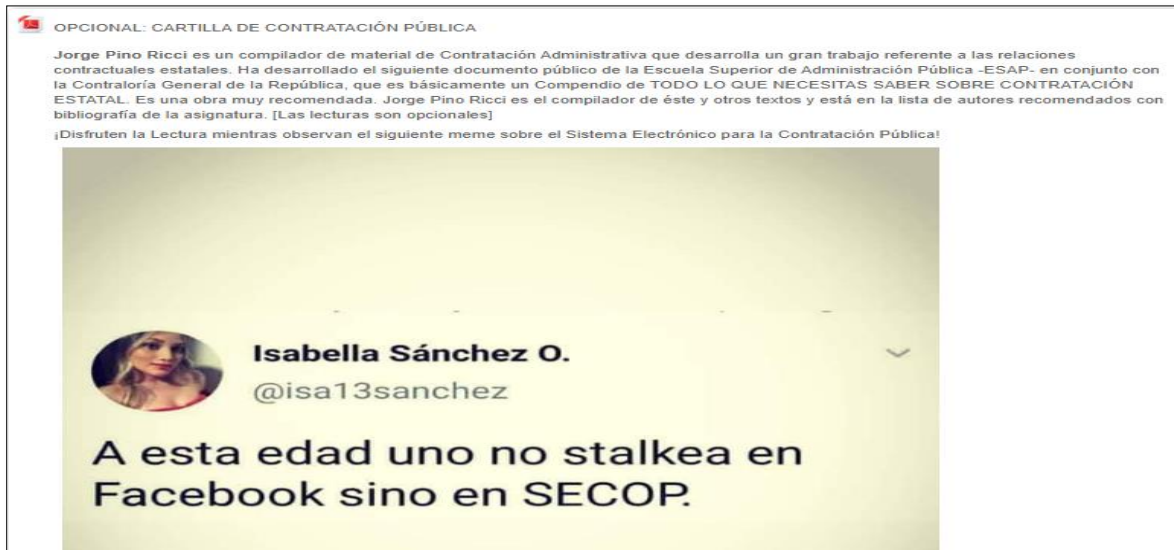 OPCIONAL: CARTILLA DE CONTRATACIÓN PÚBLICA
Jorge Pino Ricci es un compilador de material de Contratación Administrativa que desarrolla un gran trabajo referente a las relaciones
contractuales estatales. Ha desarrollado el siguiente documento público de la Escuela Superior de Administración Pública -ESAP- en conjunto con
la Contraloría General de la República, que es básicamente un Compendio de TODO LO QUE NECESITAS SABER SOBRE CONTRATACIÓN
ESTATAL. Es una obra muy recomendada. Jorge Pino Ricci es el compilador de éste y otros textos y está en la lista de autores recomendados con
bibliografía de la asignatura. [Las lecturas son opcionales]
¡Disfruten la Lectura mientras observan el siguiente meme sobre el Sistema Electrónico para la Contratación Pública!
Isabella Sánchez O.
@isa13sanchez
A esta edad uno no stalkea en
Facebook sino en SECOP.